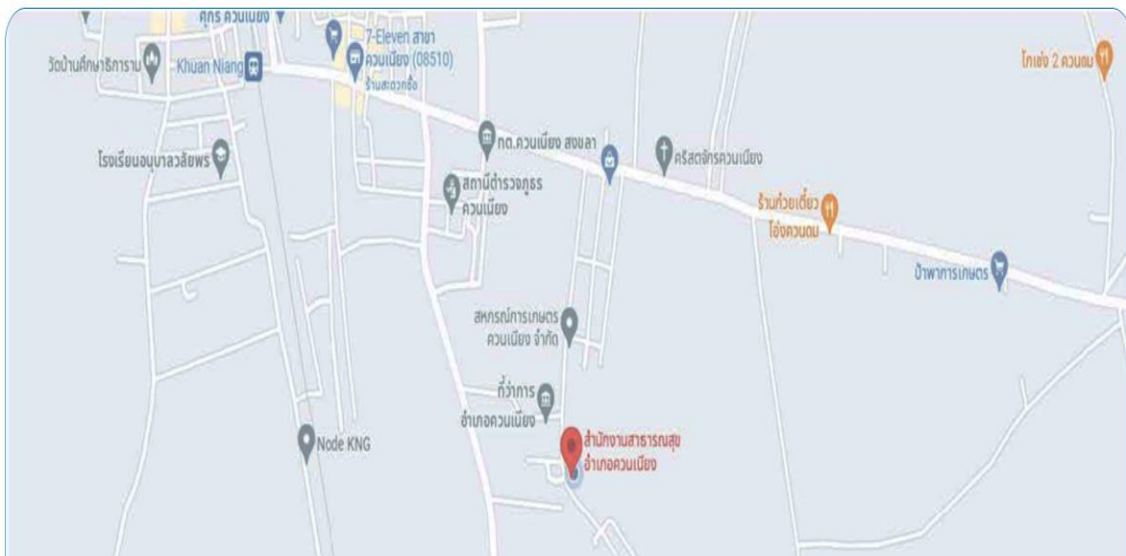 ศุกร์ ควนเนียง
7-Eleven สาขา
ควนเนียง (08510)
ร้านสะดวกซื้อ
วัดบ้านศึกษาธิการาม
Khuan Niang
โกเซ่ง 2 ควนดม
โรงเรียนอนุบาลวลัยพร
กต.ควนเนียง สงขลา
คริสตจักรควนเนียง
สถานีตำรวจภูธร
ควนเนียง
ร้านก๋วยเตี๋ยว
โอ่งควนดม
ป้าพาการเกษตร
สหกรณ์การเกษตร
ควนเนียง จำกัด
ที่ว่าการ
อำเภอควนเนียง
สำนักงานสาธารณสุข
อำเภอควนเนียง
Node KNG